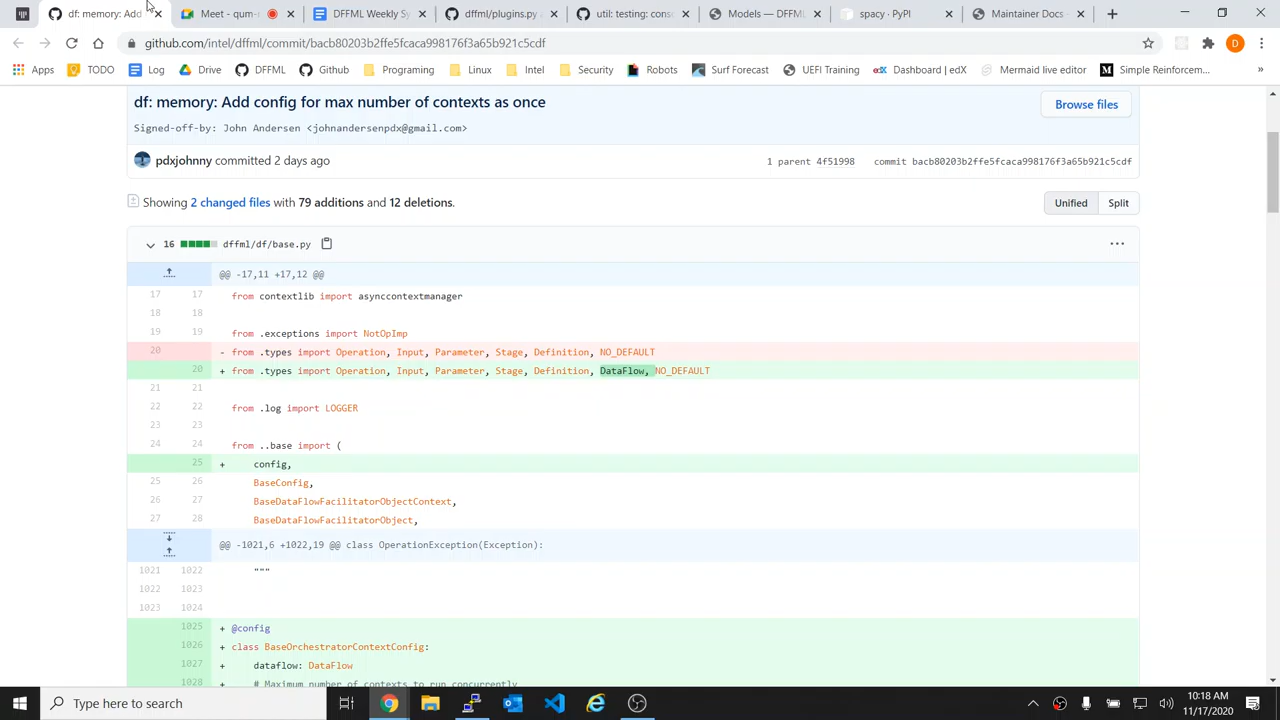 df: memory: Add
Meet - qum-
DFFML Weekly Sy
dffml/plugins.py a
util: testing: cons
Models — DFFML
spacy · PyPI
Maintainer Docs
github.com/intel/dffml/commit/bacb80203b2ffe5fcaca998176f3a65b921c5cdf
Apps
TODO
Log
Drive
DFFML
Github
Programing
Linux
Intel
Security
Robots
Surf Forecast
UEFI Training
Dashboard | edX
Mermaid live editor
Simple Reinforcem...
»
df: memory: Add config for max number of contexts as once
Browse files
Signed-off-by: John Andersen <johnandersenpdx@gmail.com>
pdxjohnny committed 2 days ago
1 parent 4f51998 commit bacb80203b2ffe5fcaca998176f3a65b921c5cdf
Showing 2 changed files with 79 additions and 12 deletions.
Unified Split
16 dffml/df/base.py
@@ -17,11 +17,12 @@
17 17 from contextlib import asynccontextmanager
18 18
19 19 from .exceptions import NotOpImp
20 - from .types import Operation, Input, Parameter, Stage, Definition, NO_DEFAULT
20 + from .types import Operation, Input, Parameter, Stage, Definition, DataFlow, NO_DEFAULT
21 21
22 22 from .log import LOGGER
23 23
24 24 from ..base import (
25 + config,
25 26 BaseConfig,
26 27 BaseDataFlowFacilitatorObjectContext,
27 28 BaseDataFlowFacilitatorObject,
@@ -1021,6 +1022,19 @@ class OperationException(Exception):
1021 1022 """
1022 1023
1023 1024
1025 + @config
1026 + class BaseOrchestratorContextConfig:
1027 + dataflow: DataFlow
1028 + # Maximum number of contexts to run concurrently
Type here to search
10:18 AM
11/17/2020